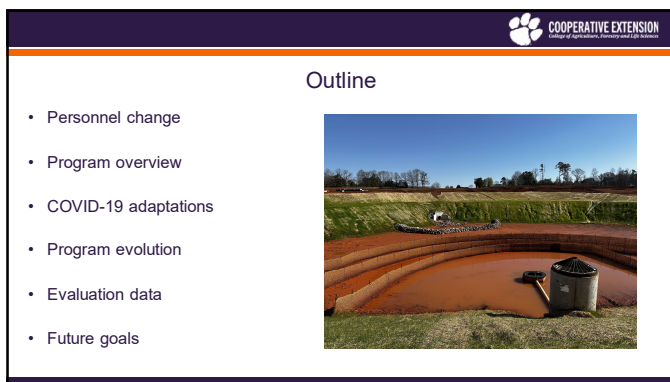 COOPERATIVE EXTENSION
College of Agriculture, Forestry and Life Sciences
Outline
• Personnel change
• Program overview
• COVID-19 adaptations
• Program evolution
• Evaluation data
• Future goals